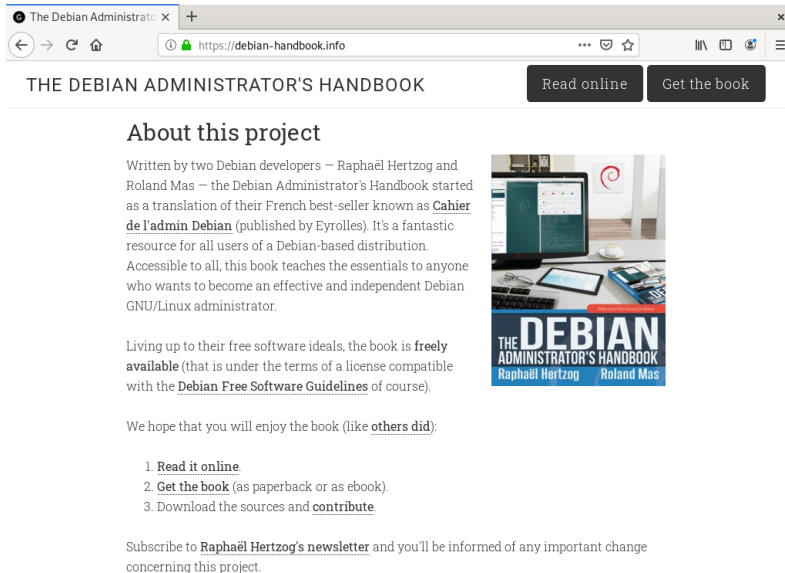 The Debian Administrato
https://debian-handbook.info
THE DEBIAN ADMINISTRATOR'S HANDBOOK
Read online
Get the book
About this project
Written by two Debian developers — Raphaël Hertzog and
Roland Mas — the Debian Administrator's Handbook started
as a translation of their French best-seller known as Cahier
de l'admin Debian (published by Eyrolles). It's a fantastic
resource for all users of a Debian-based distribution.
Accessible to all, this book teaches the essentials to anyone
who wants to become an effective and independent Debian
GNU/Linux administrator.
THE DEBIAN
ADMINISTRATOR'S HANDBOOK
Raphaël Hertzog Roland Mas
Living up to their free software ideals, the book is freely
available (that is under the terms of a license compatible
with the Debian Free Software Guidelines of course).
We hope that you will enjoy the book (like others did):
1. Read it online.
2. Get the book (as paperback or as ebook).
3. Download the sources and contribute.
Subscribe to Raphaël Hertzog's newsletter and you'll be informed of any important change
concerning this project.